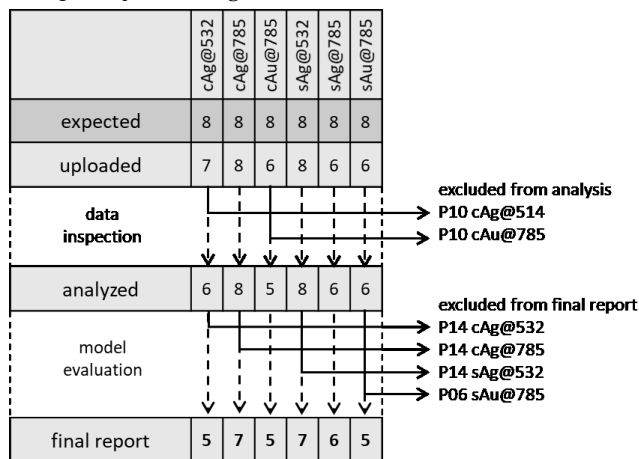 cAg@532 cAg@785 cAu@785 sAg@532 sAg@785 sAu@785
expected 8 8 8 8 8 8
uploaded 7 8 6 8 6 6
excluded from analysis
data
inspection
P10 cAg@514
P10 cAu@785
analyzed 6 8 5 8 6 6
excluded from final report
P14 cAg@532
model
evaluation
P14 cAg@785
P14 sAg@532
P06 sAu@785
final report 5 7 5 7 6 5